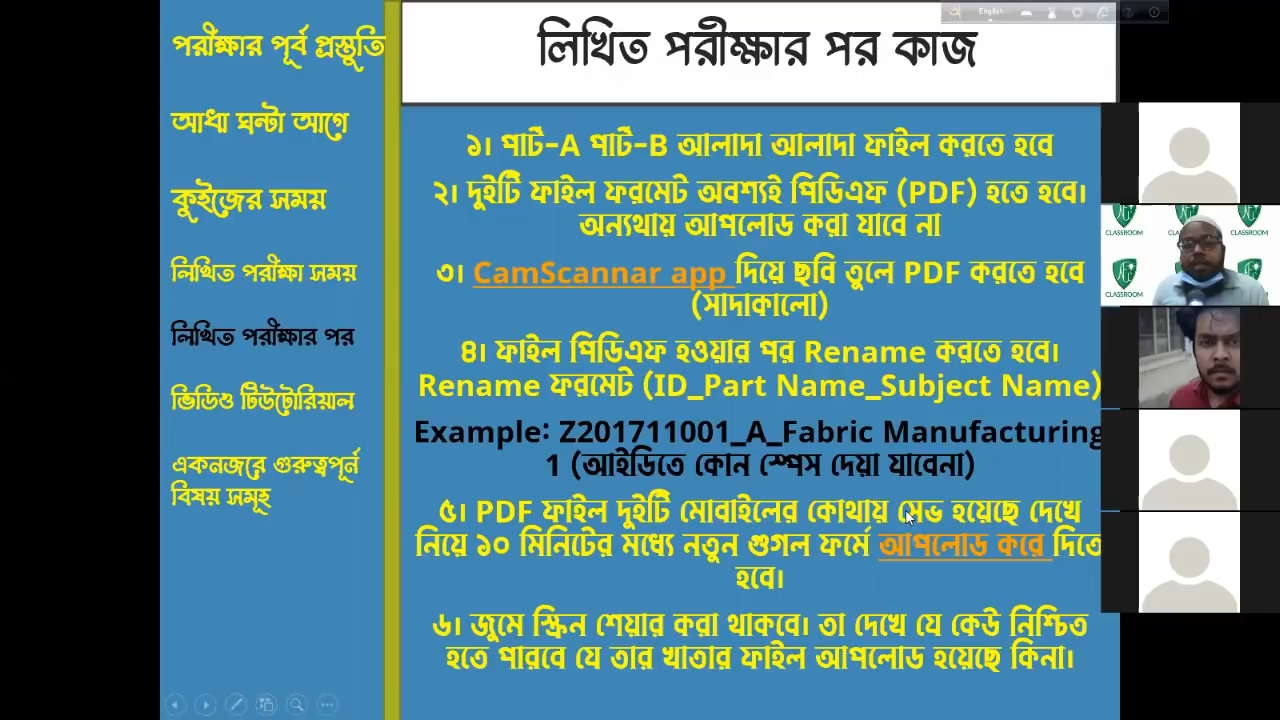 English
পরীক্ষার পূর্ব প্রস্তুতি
আধা ঘন্টা আগে
কুইজের সময়
লিখিত পরীক্ষা সময়
লিখিত পরীক্ষার পর
ভিডিও টিউটোরিয়াল
একনজরে গুরুত্বপূর্ন
বিষয় সমূহ
লিখিত পরীক্ষার পর কাজ
১। পার্ট-A পার্ট-B আলাদা আলাদা ফাইল করতে হবে
২। দুইটি ফাইল ফরমেট অবশ্যই পিডিএফ (PDF) হতে হবে।
অন্যথায় আপলোড করা যাবে না
৩। CamScannar app দিয়ে ছবি তুলে PDF করতে হবে
(সাদাকালো)
৪। ফাইল পিডিএফ হওয়ার পর Rename করতে হবে।
Rename ফরমেট (ID_Part Name_Subject Name)
Example: Z201711001_A_Fabric Manufacturing
1 (আইডিতে কোন স্পেস দেয়া যাবেনা)
৫। PDF ফাইল দুইটি মোবাইলের কোথায় সেভ হয়েছে দেখে
নিয়ে ১০ মিনিটের মধ্যে নতুন গুগল ফর্মে আপলোড করে দিতে
হবে।
৬। জুমে স্ক্রিন শেয়ার করা থাকবে। তা দেখে যে কেউ নিশ্চিত
হতে পারবে যে তার খাতার ফাইল আপলোড হয়েছে কিনা।
CLASSROOM
CLASSROOM
CLASSROOM